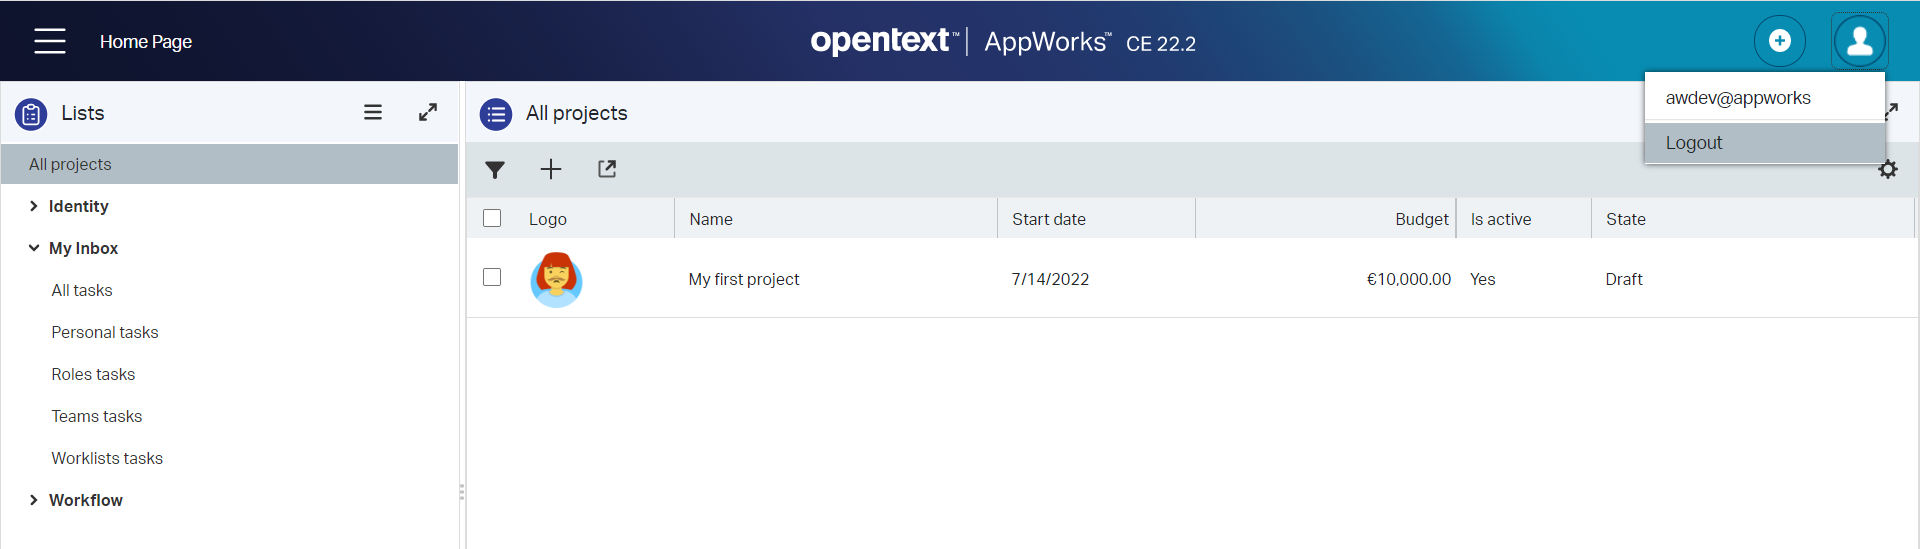 Home Page
opentext™ | AppWorks™ CE 22.2
awdev@appworks
Logout
Lists
All projects
Identity
My Inbox
All tasks
Personal tasks
Roles tasks
Teams tasks
Worklists tasks
Workflow
All projects
Logo Name Start date Budget Is active State
My first project 7/14/2022 €10,000.00 Yes Draft